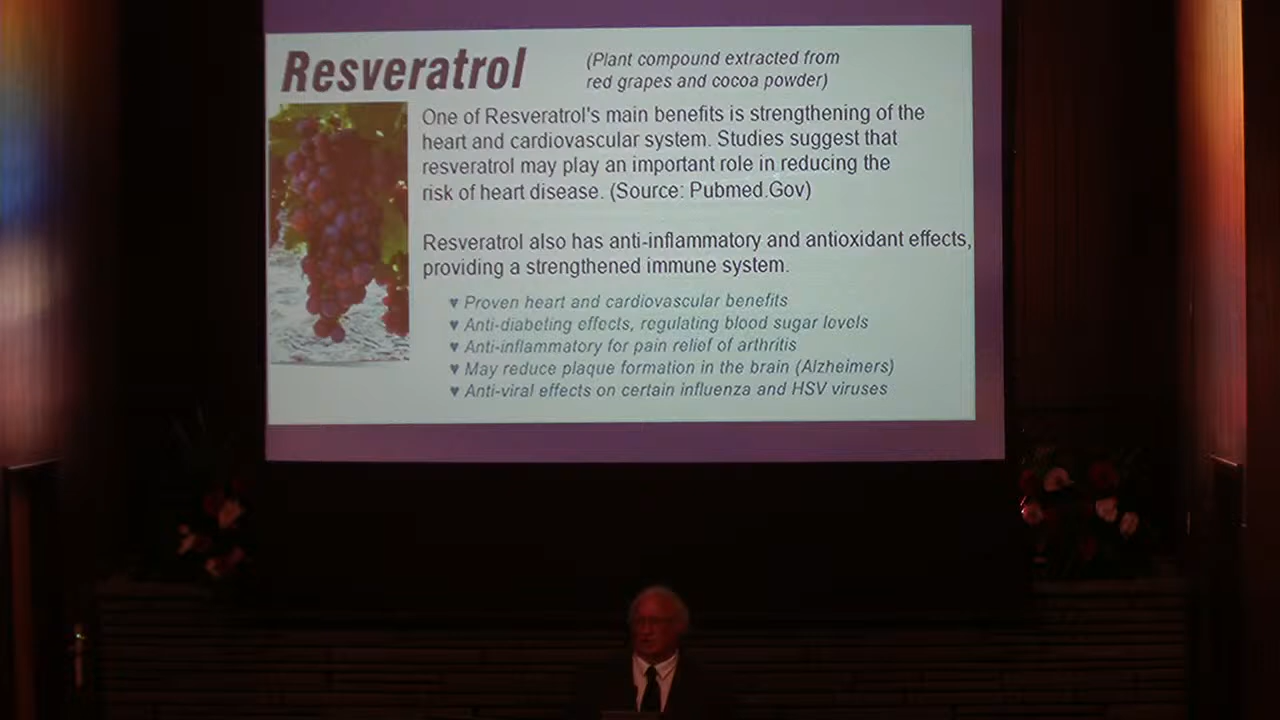 Resveratrol
(Plant compound extracted from
red grapes and cocoa powder)
One of Resveratrol's main benefits is strengthening of the
heart and cardiovascular system. Studies suggest that
resveratrol may play an important role in reducing the
risk of heart disease. (Source: Pubmed.Gov)
Resveratrol also has anti-inflammatory and antioxidant effects,
providing a strengthened immune system.
♥ Proven heart and cardiovascular benefits
♥ Anti-diabeting effects, regulating blood sugar levels
♥ Anti-inflammatory for pain relief of arthritis
♥ May reduce plaque formation in the brain (Alzheimers)
♥ Anti-viral effects on certain influenza and HSV viruses